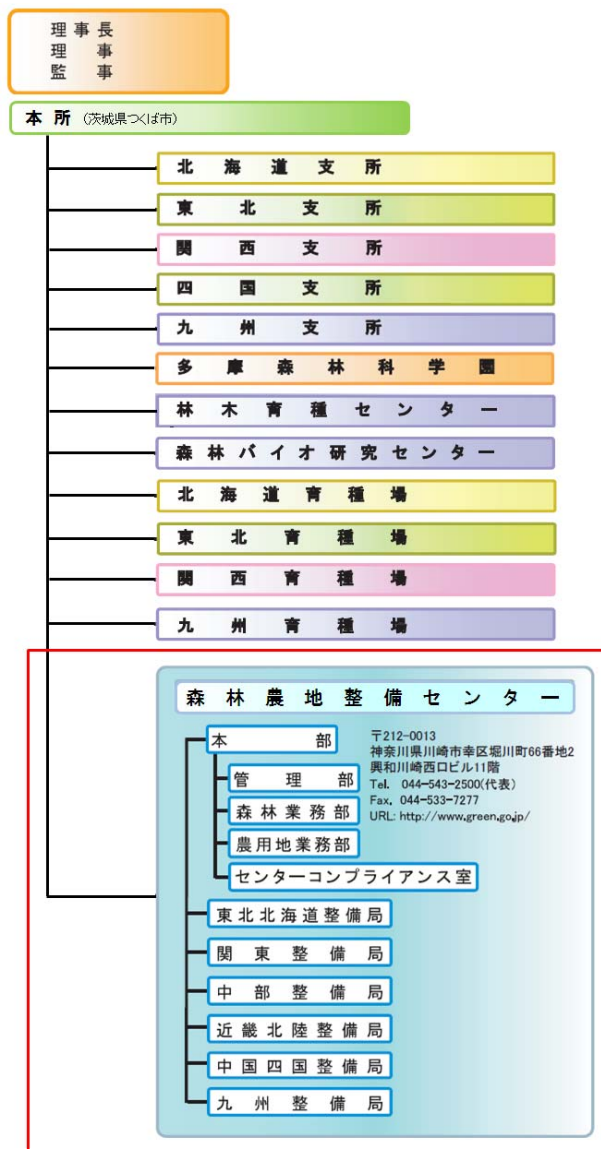 理事長
理　事
監　事
本所 (茨城県つくば市)
北海道支所
東北支所
関西支所
四国支所
九州支所
多摩森林科学園
林木育種センター
森林バイオ研究センター
北海道育種場
東北育種場
関西育種場
九州育種場
森林農地整備センター
本部
〒212-0013
神奈川県川崎市幸区堀川町66番地2
興和川崎西口ビル11階
Tel. 044-543-2500(代表)
Fax. 044-533-7277
URL: http://www.green.go.jp/
管理部
森林業務部
農用地業務部
センターコンプライアンス室
東北北海道整備局
関東整備局
中部整備局
近畿北陸整備局
中国四国整備局
九州整備局